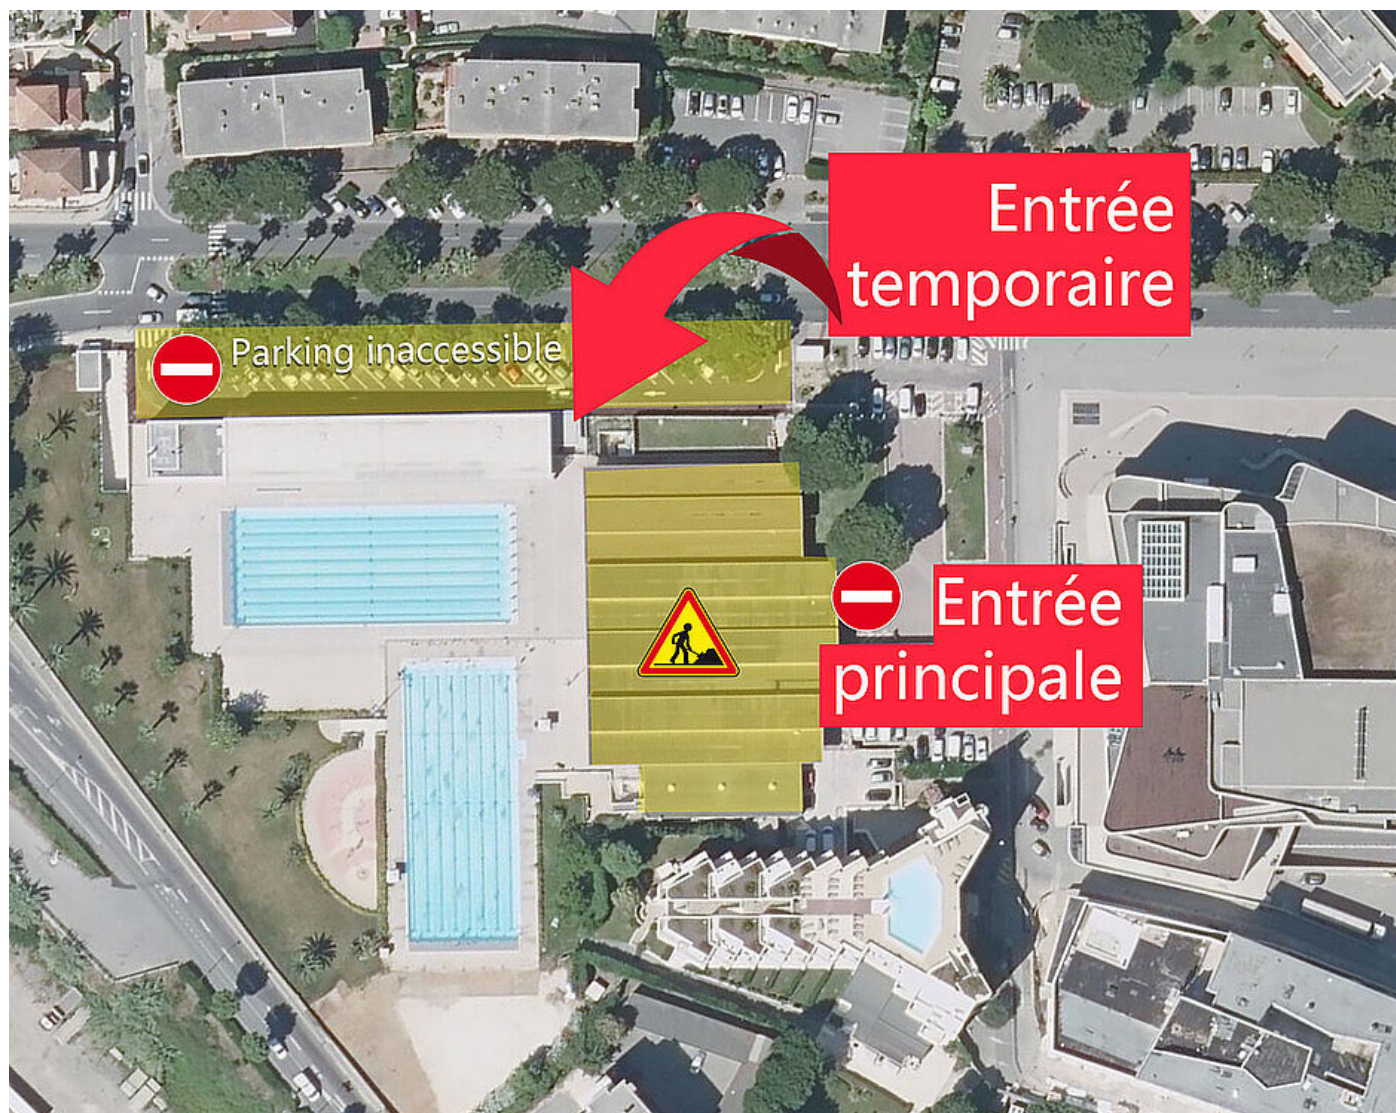 Entrée
temporaire
Parking inaccessible
Entrée
principale